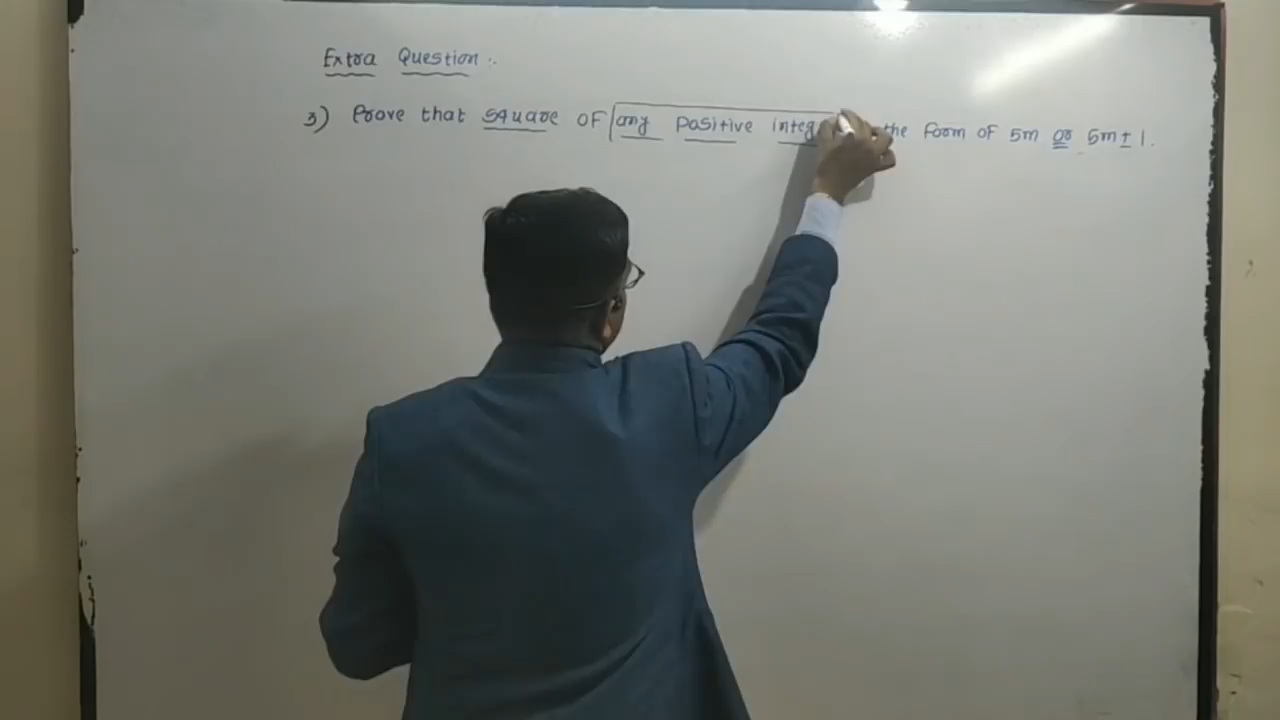 Extra Question :-
3) Prove that square of any positive integ the form of 5m or 5m ± 1.